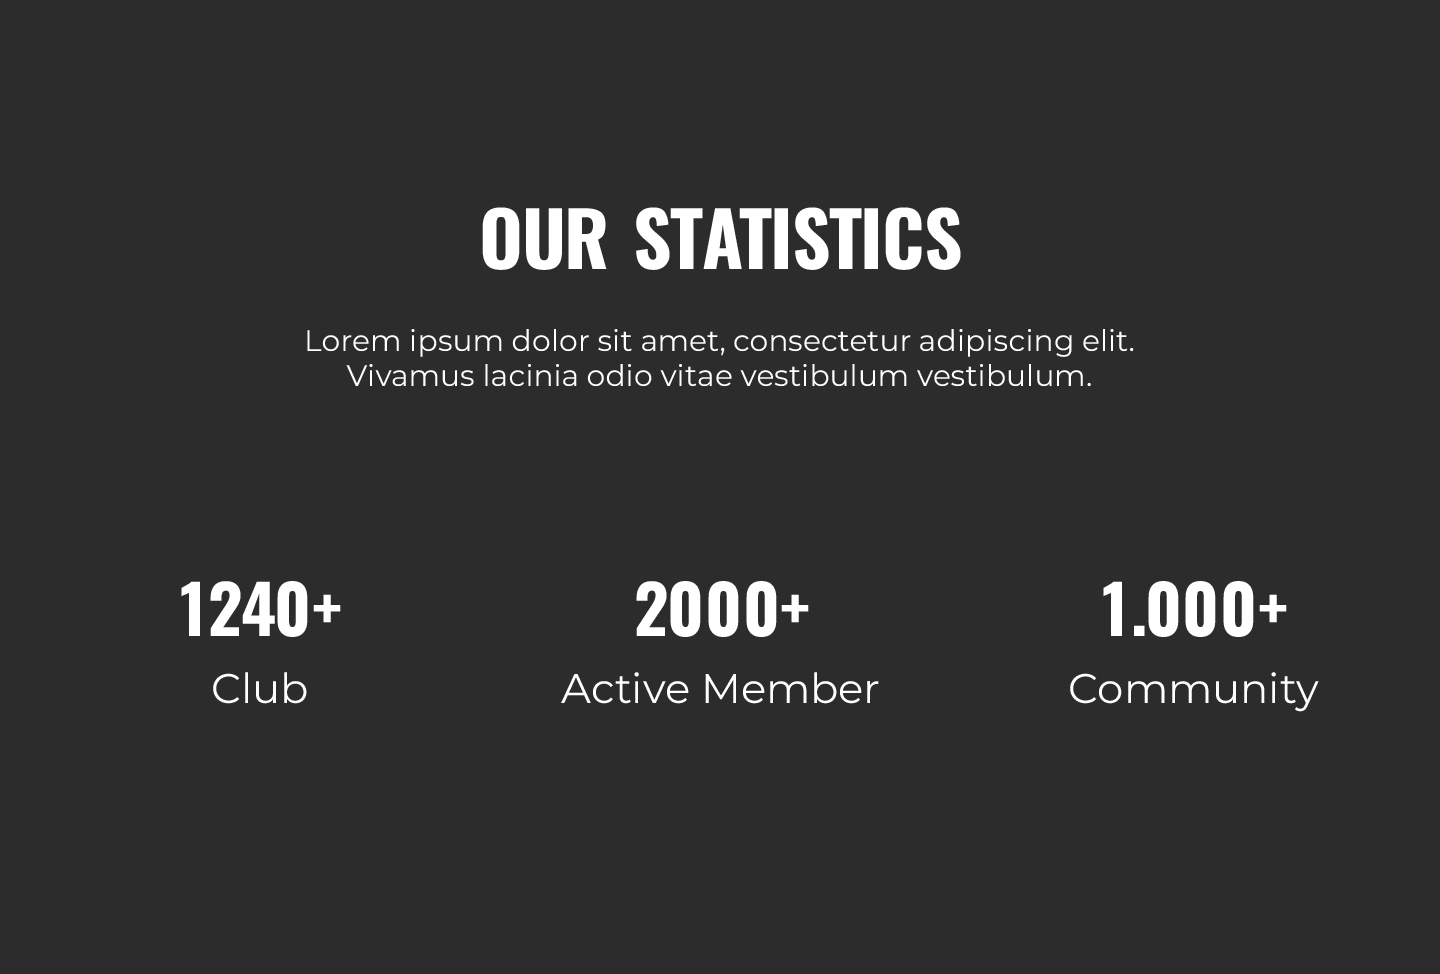 OUR STATISTICS
Lorem ipsum dolor sit amet, consectetur adipiscing elit.
Vivamus lacinia odio vitae vestibulum vestibulum.
1240+
Club
2000+
Active Member
1.000+
Community